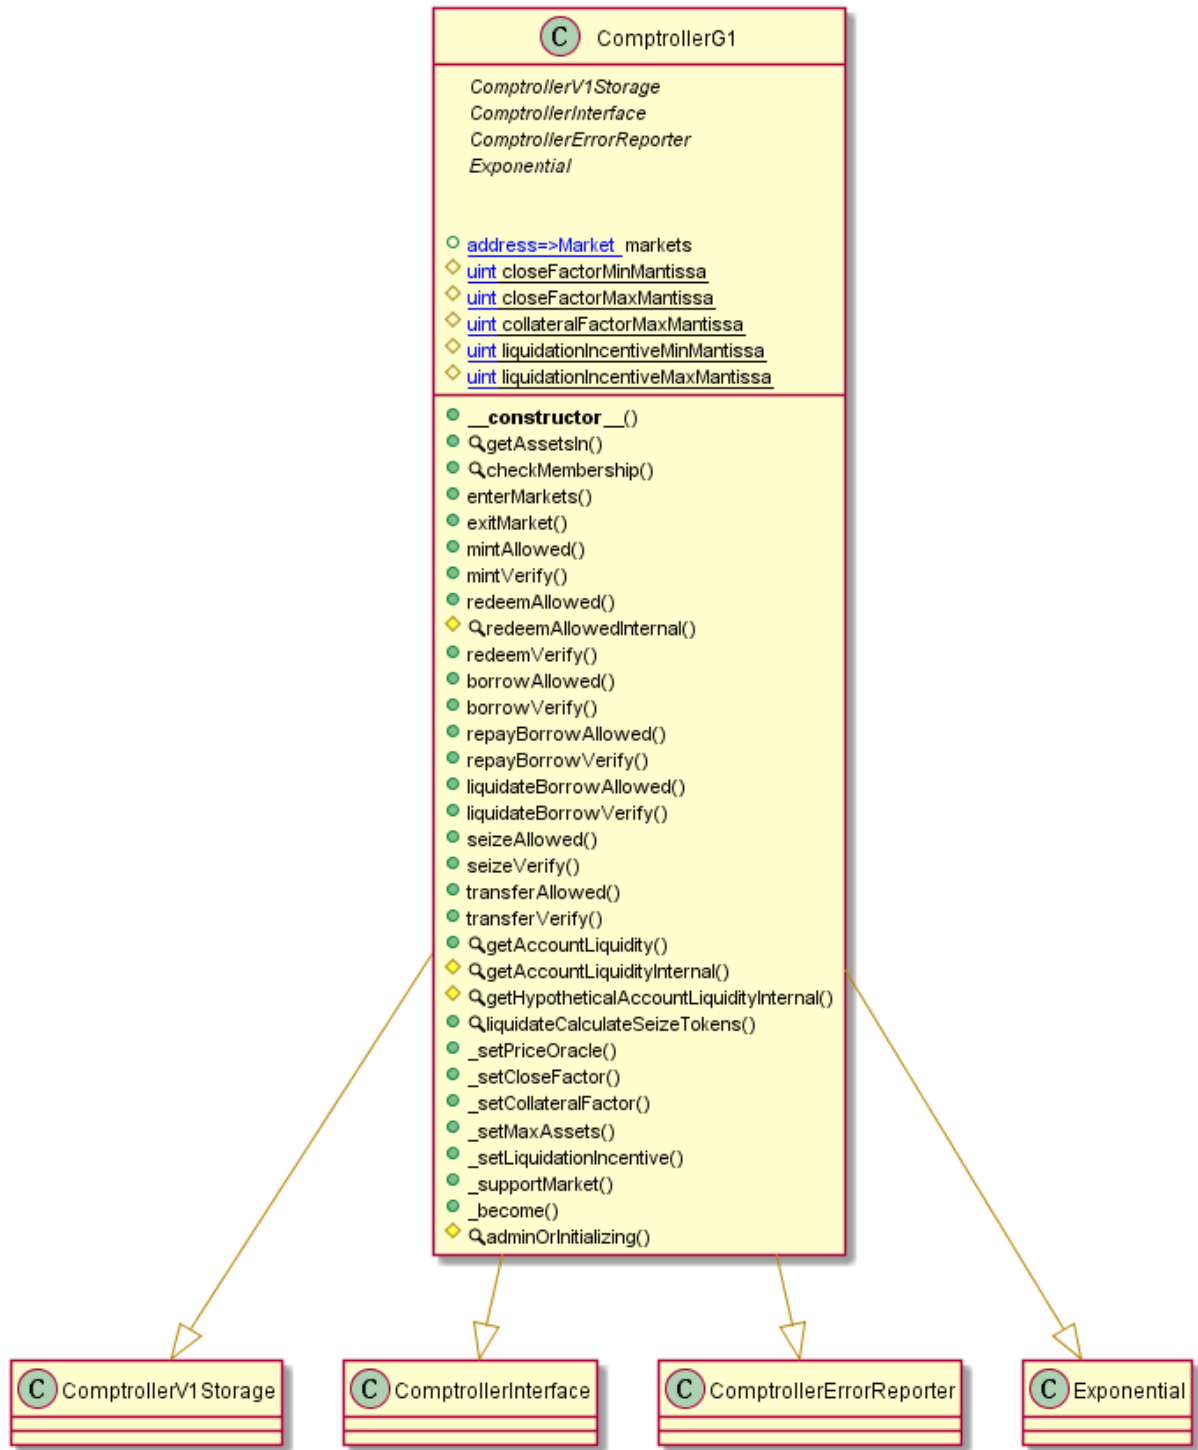 C ComptrollerG1
ComptrollerV1Storage
ComptrollerInterface
ComptrollerErrorReporter
Exponential
address=>Market markets
uint closeFactorMinMantissa
uint closeFactorMaxMantissa
uint collateralFactorMaxMantissa
uint liquidationIncentiveMinMantissa
uint liquidationIncentiveMaxMantissa
__constructor__()
getAssetsIn()
checkMembership()
enterMarkets()
exitMarket()
mintAllowed()
mintVerify()
redeemAllowed()
redeemAllowedInternal()
redeemVerify()
borrowAllowed()
borrowVerify()
repayBorrowAllowed()
repayBorrowVerify()
liquidateBorrowAllowed()
liquidateBorrowVerify()
seizeAllowed()
seizeVerify()
transferAllowed()
transferVerify()
getAccountLiquidity()
getAccountLiquidityInternal()
getHypotheticalAccountLiquidityInternal()
liquidateCalculateSeizeTokens()
_setPriceOracle()
_setCloseFactor()
_setCollateralFactor()
_setMaxAssets()
_setLiquidationIncentive()
_supportMarket()
_become()
adminOrInitializing()
C ComptrollerV1Storage
C ComptrollerInterface
C ComptrollerErrorReporter
C Exponential